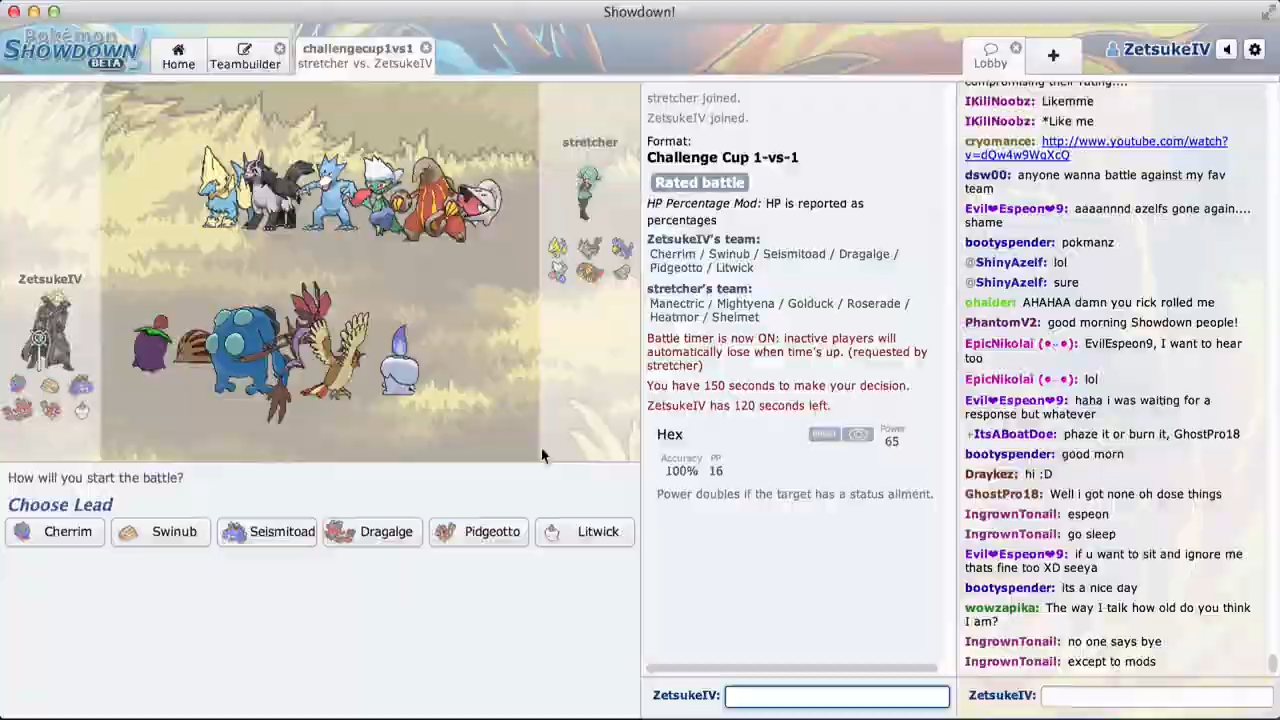 Showdown!
Pokémon
SHOWDOWN!
BETA
Home
Teambuilder
challengecup1vs1
stretcher vs. ZetsukeIV
Lobby
ZetsukeIV
stretcher
ZetsukeIV
How will you start the battle?
Choose Lead
Cherrim
Swinub
Seismitoad
Dragalge
Pidgeotto
Litwick
stretcher joined.
ZetsukeIV joined.
Format:
Challenge Cup 1-vs-1
Rated battle
HP Percentage Mod: HP is reported as
percentages
ZetsukeIV's team:
Cherrim / Swinub / Seismitoad / Dragalge /
Pidgeotto / Litwick
stretcher's team:
Manectric / Mightyena / Golduck / Roserade /
Heatmor / Shelmet
Battle timer is now ON: inactive players will
automatically lose when time's up. (requested by
stretcher)
You have 150 seconds to make your decision.
ZetsukeIV has 120 seconds left.
Hex
Power
65
Accuracy
100%
PP
16
Power doubles if the target has a status ailment.
ZetsukeIV:
compromising their rating....
IKillNoobz: Likemme
IKillNoobz: *Like me
cryomance: http://www.youtube.com/watch?
v=dQw4w9WgXcQ
dsw00: anyone wanna battle against my fav
team
Evil❤Espeon❤9: aaaannnd azelfs gone again....
shame
bootyspender: pokmanz
@ShinyAzelf: lol
@ShinyAzelf: sure
ohaider: AHAHAA damn you rick rolled me
PhantomV2: good morning Showdown people!
EpicNikolai (●-●): EvilEspeon9, I want to hear
too
EpicNikolai (●-●): lol
Evil❤Espeon❤9: haha i was waiting for a
response but whatever
+ItsABoatDoe: phaze it or burn it, GhostPro18
bootyspender: good morn
Draykez: hi :D
GhostPro18: Well i got none oh dose things
IngrownTonail: espeon
IngrownTonail: go sleep
Evil❤Espeon❤9: if u want to sit and ignore me
thats fine too XD seeya
bootyspender: its a nice day
wowzapika: The way I talk how old do you think
I am?
IngrownTonail: no one says bye
IngrownTonail: except to mods
ZetsukeIV: